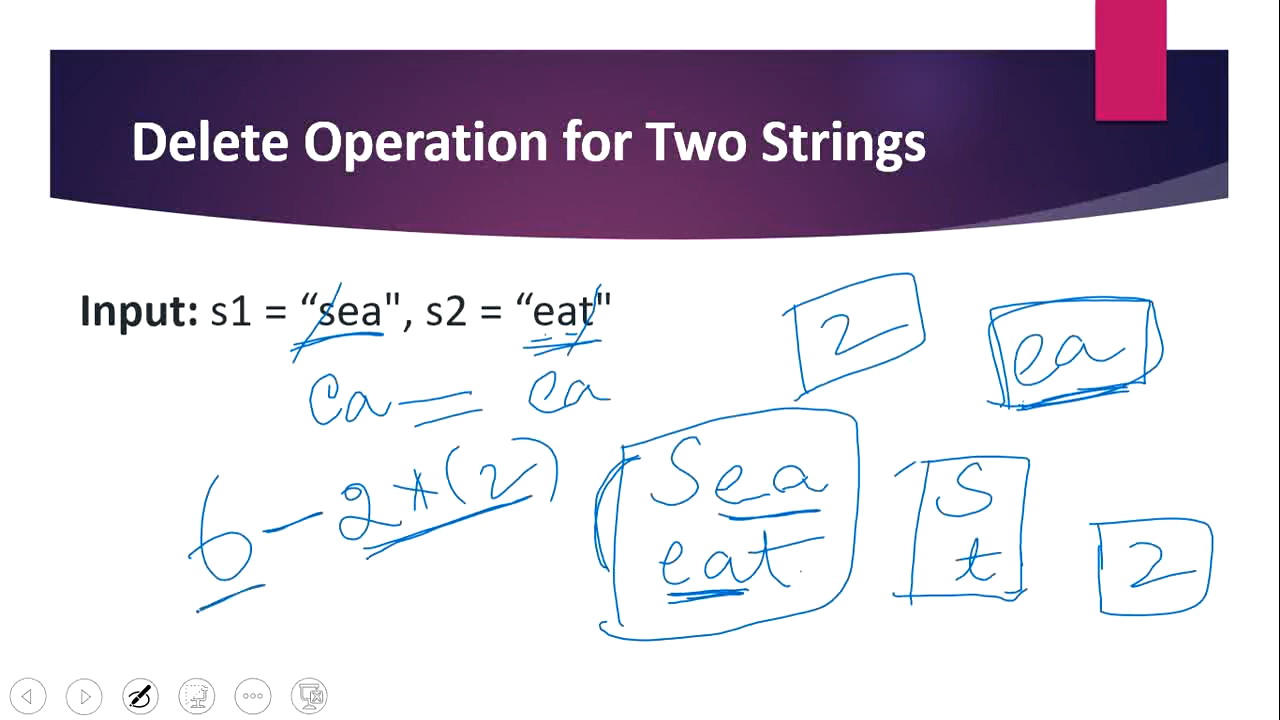 Delete Operation for Two Strings
Input: s1 = “sea", s2 = “eat"
2
ea
ea = ea
6 - 2*(2)
Sea
eat
S
t
2